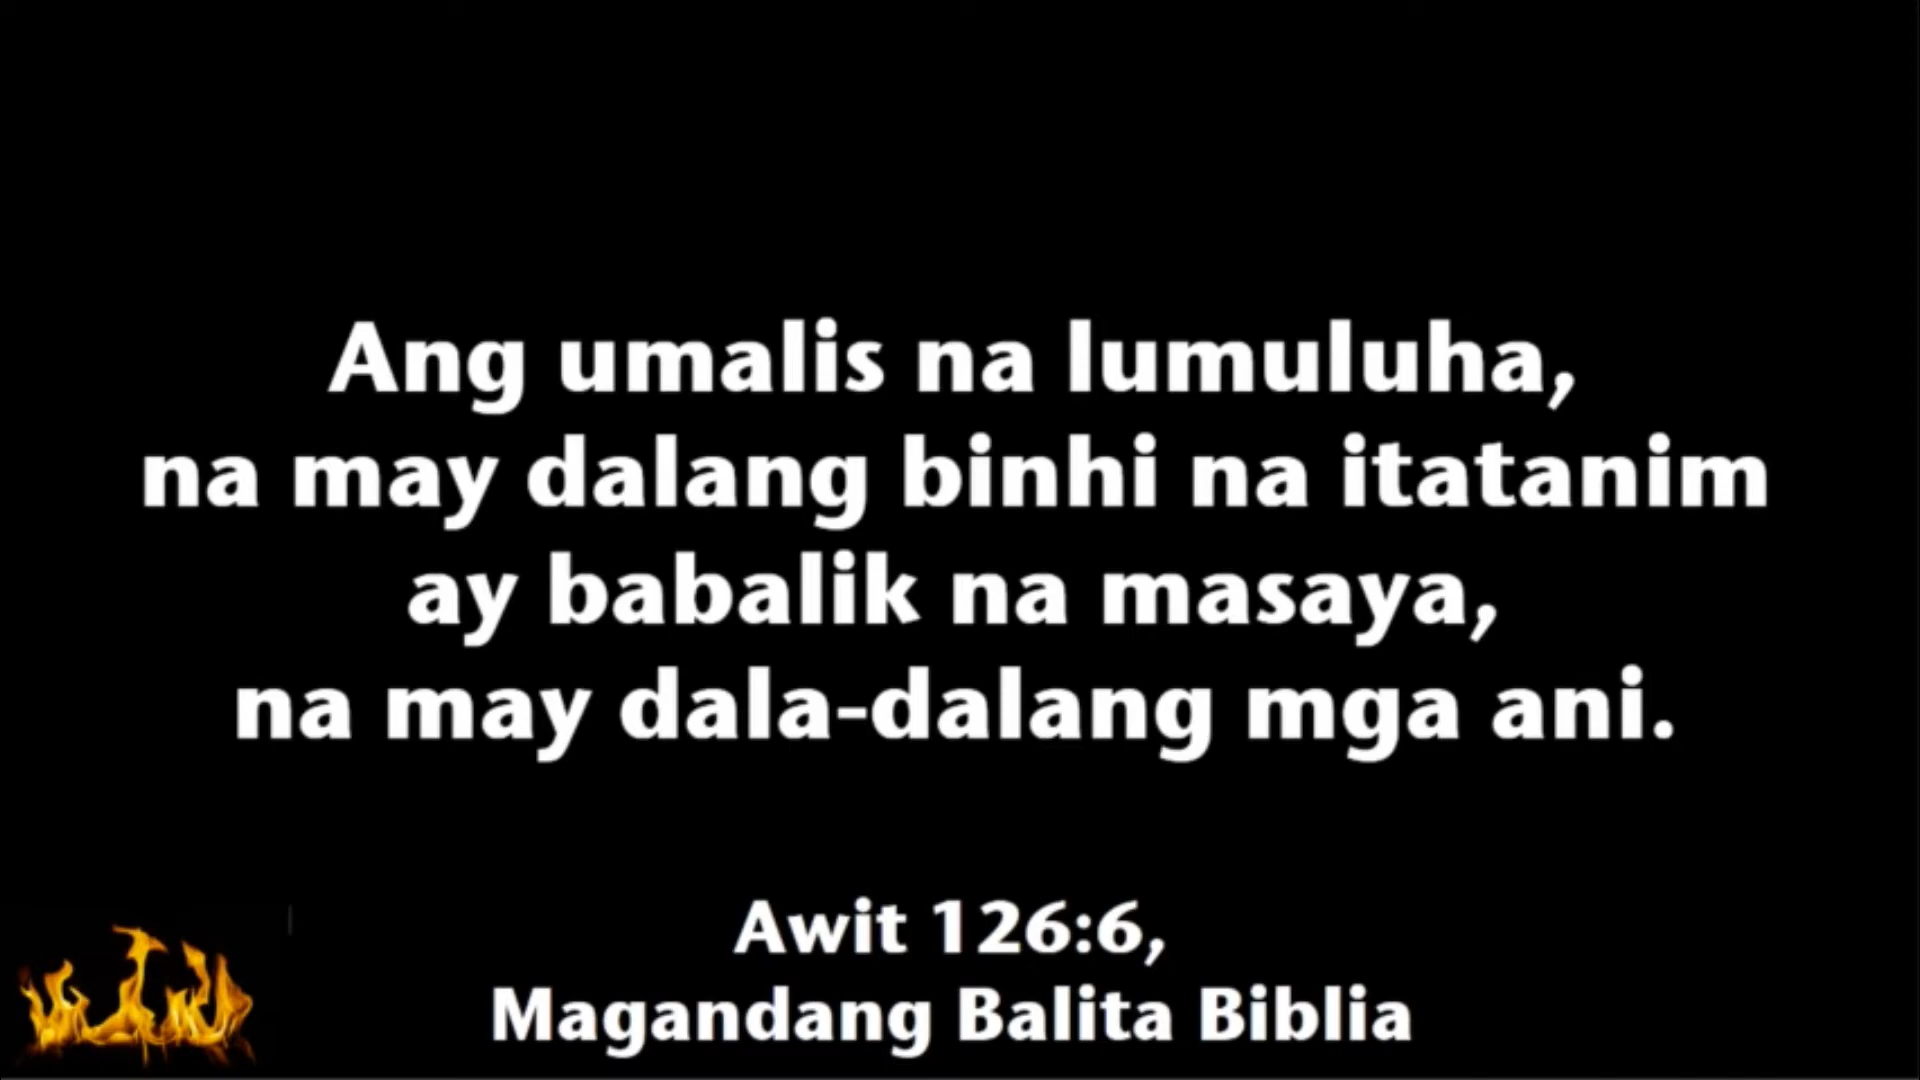 Ang umalis na lumuluha,
na may dalang binhi na itatanim
ay babalik na masaya,
na may dala-dalang mga ani.
Awit 126:6,
Magandang Balita Biblia